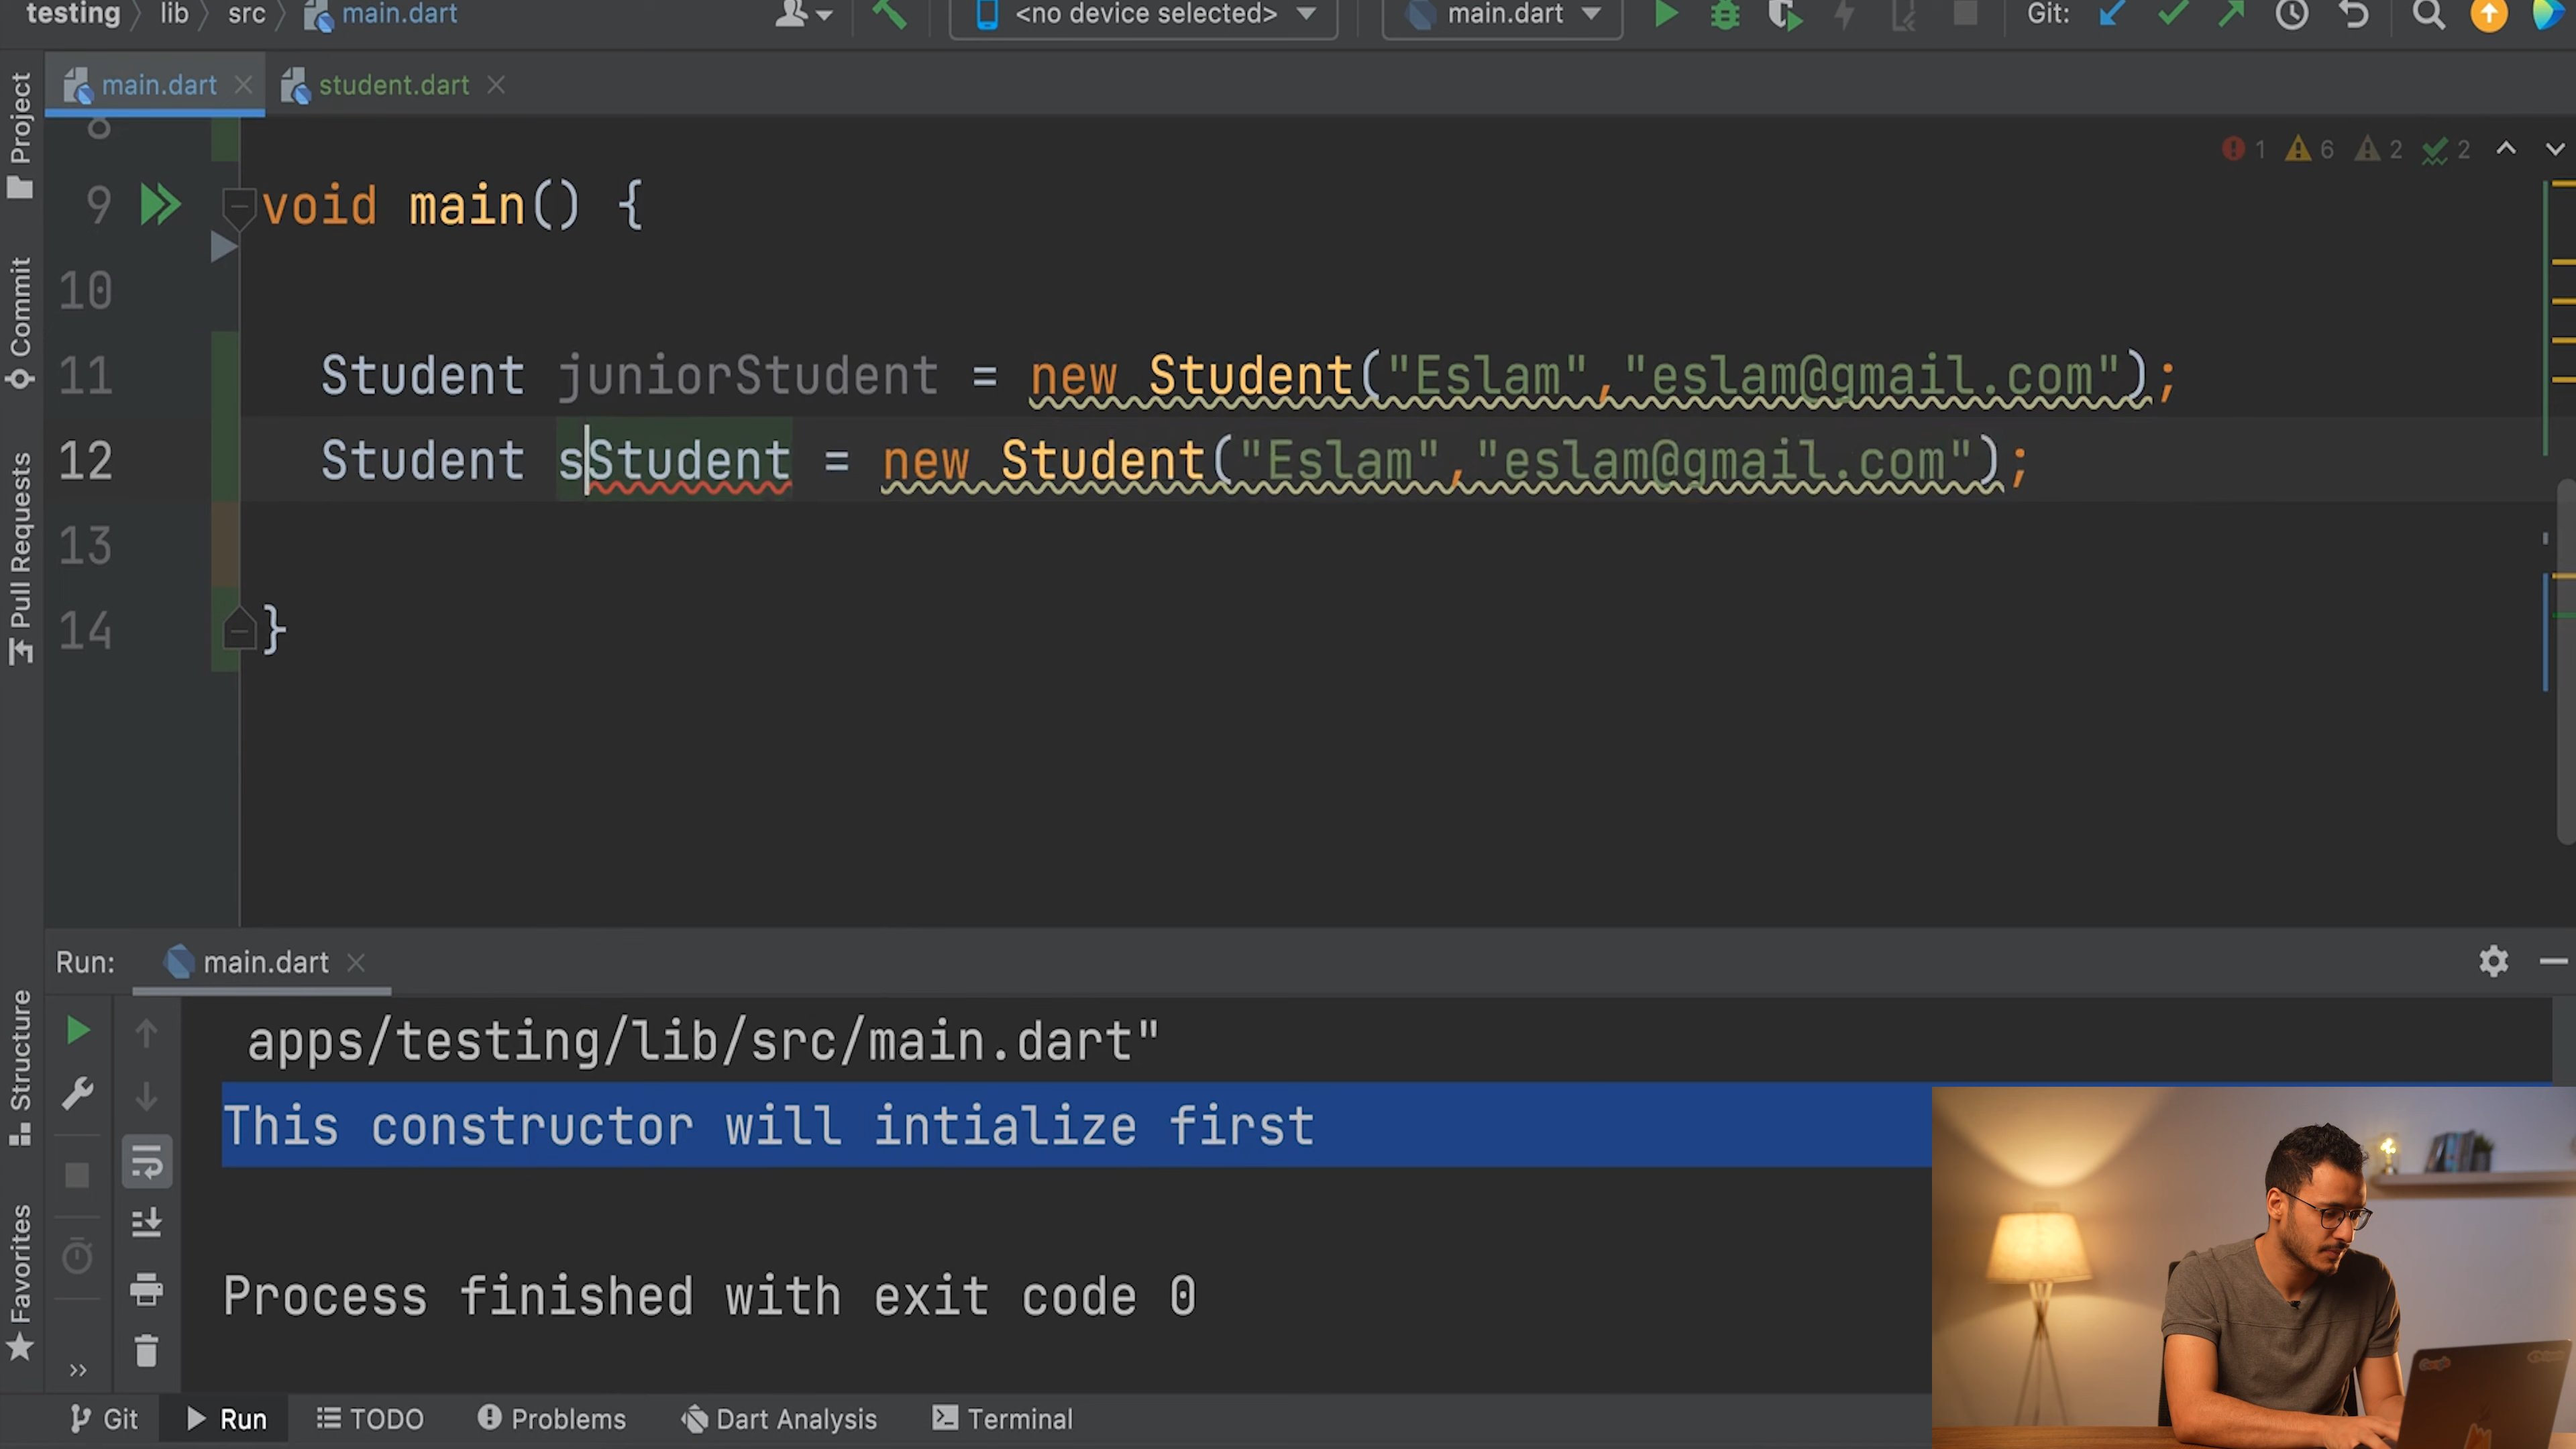 testing lib src main.dart <no device selected> main.dart Git:
main.dart student.dart
Project
Commit
Pull Requests
Structure
Favorites
8
1 6 2 2
9 void main() {
10
11 Student juniorStudent = new Student("Eslam","eslam@gmail.com");
12 Student sStudent = new Student("Eslam","eslam@gmail.com");
13
14 }
Run: main.dart
apps/testing/lib/src/main.dart"
This constructor will intialize first
Process finished with exit code 0
Git Run TODO Problems Dart Analysis Terminal